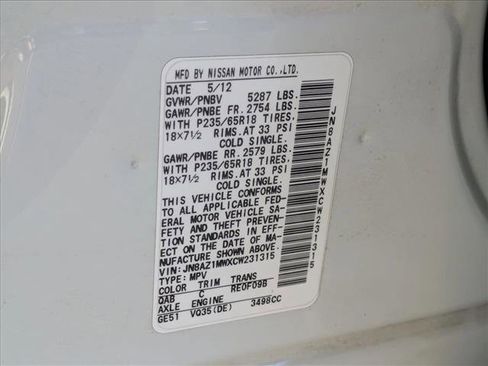 MFD BY NISSAN MOTOR CO.,LTD.
DATE 5/12
GVWR/PNBV 5287 LBS.
GAWR/PNBE FR. 2754 LBS.
WITH P235/65R18 TIRES,
18×7½ RIMS.AT 33 PSI
COLD SINGLE.
GAWR/PNBE RR. 2579 LBS.
WITH P235/65R18 TIRES,
18×7½ RIMS.AT 33 PSI
COLD SINGLE.
THIS VEHICLE CONFORMS
TO ALL APPLICABLE FED-
ERAL MOTOR VEHICLE SA-
FETY AND THEFT PREVEN-
TION STANDARDS IN EFF-
ECT ON THE DATE OF MA-
NUFACTURE SHOWN ABOVE.
VIN:JN8AZ1MWXCW231315
TYPE:MPV
COLOR TRIM TRANS
QAB C RE0F09B
AXLE ENGINE
GE51 VQ35(DE) 3498CC
JN8AZ1MWXCW231315